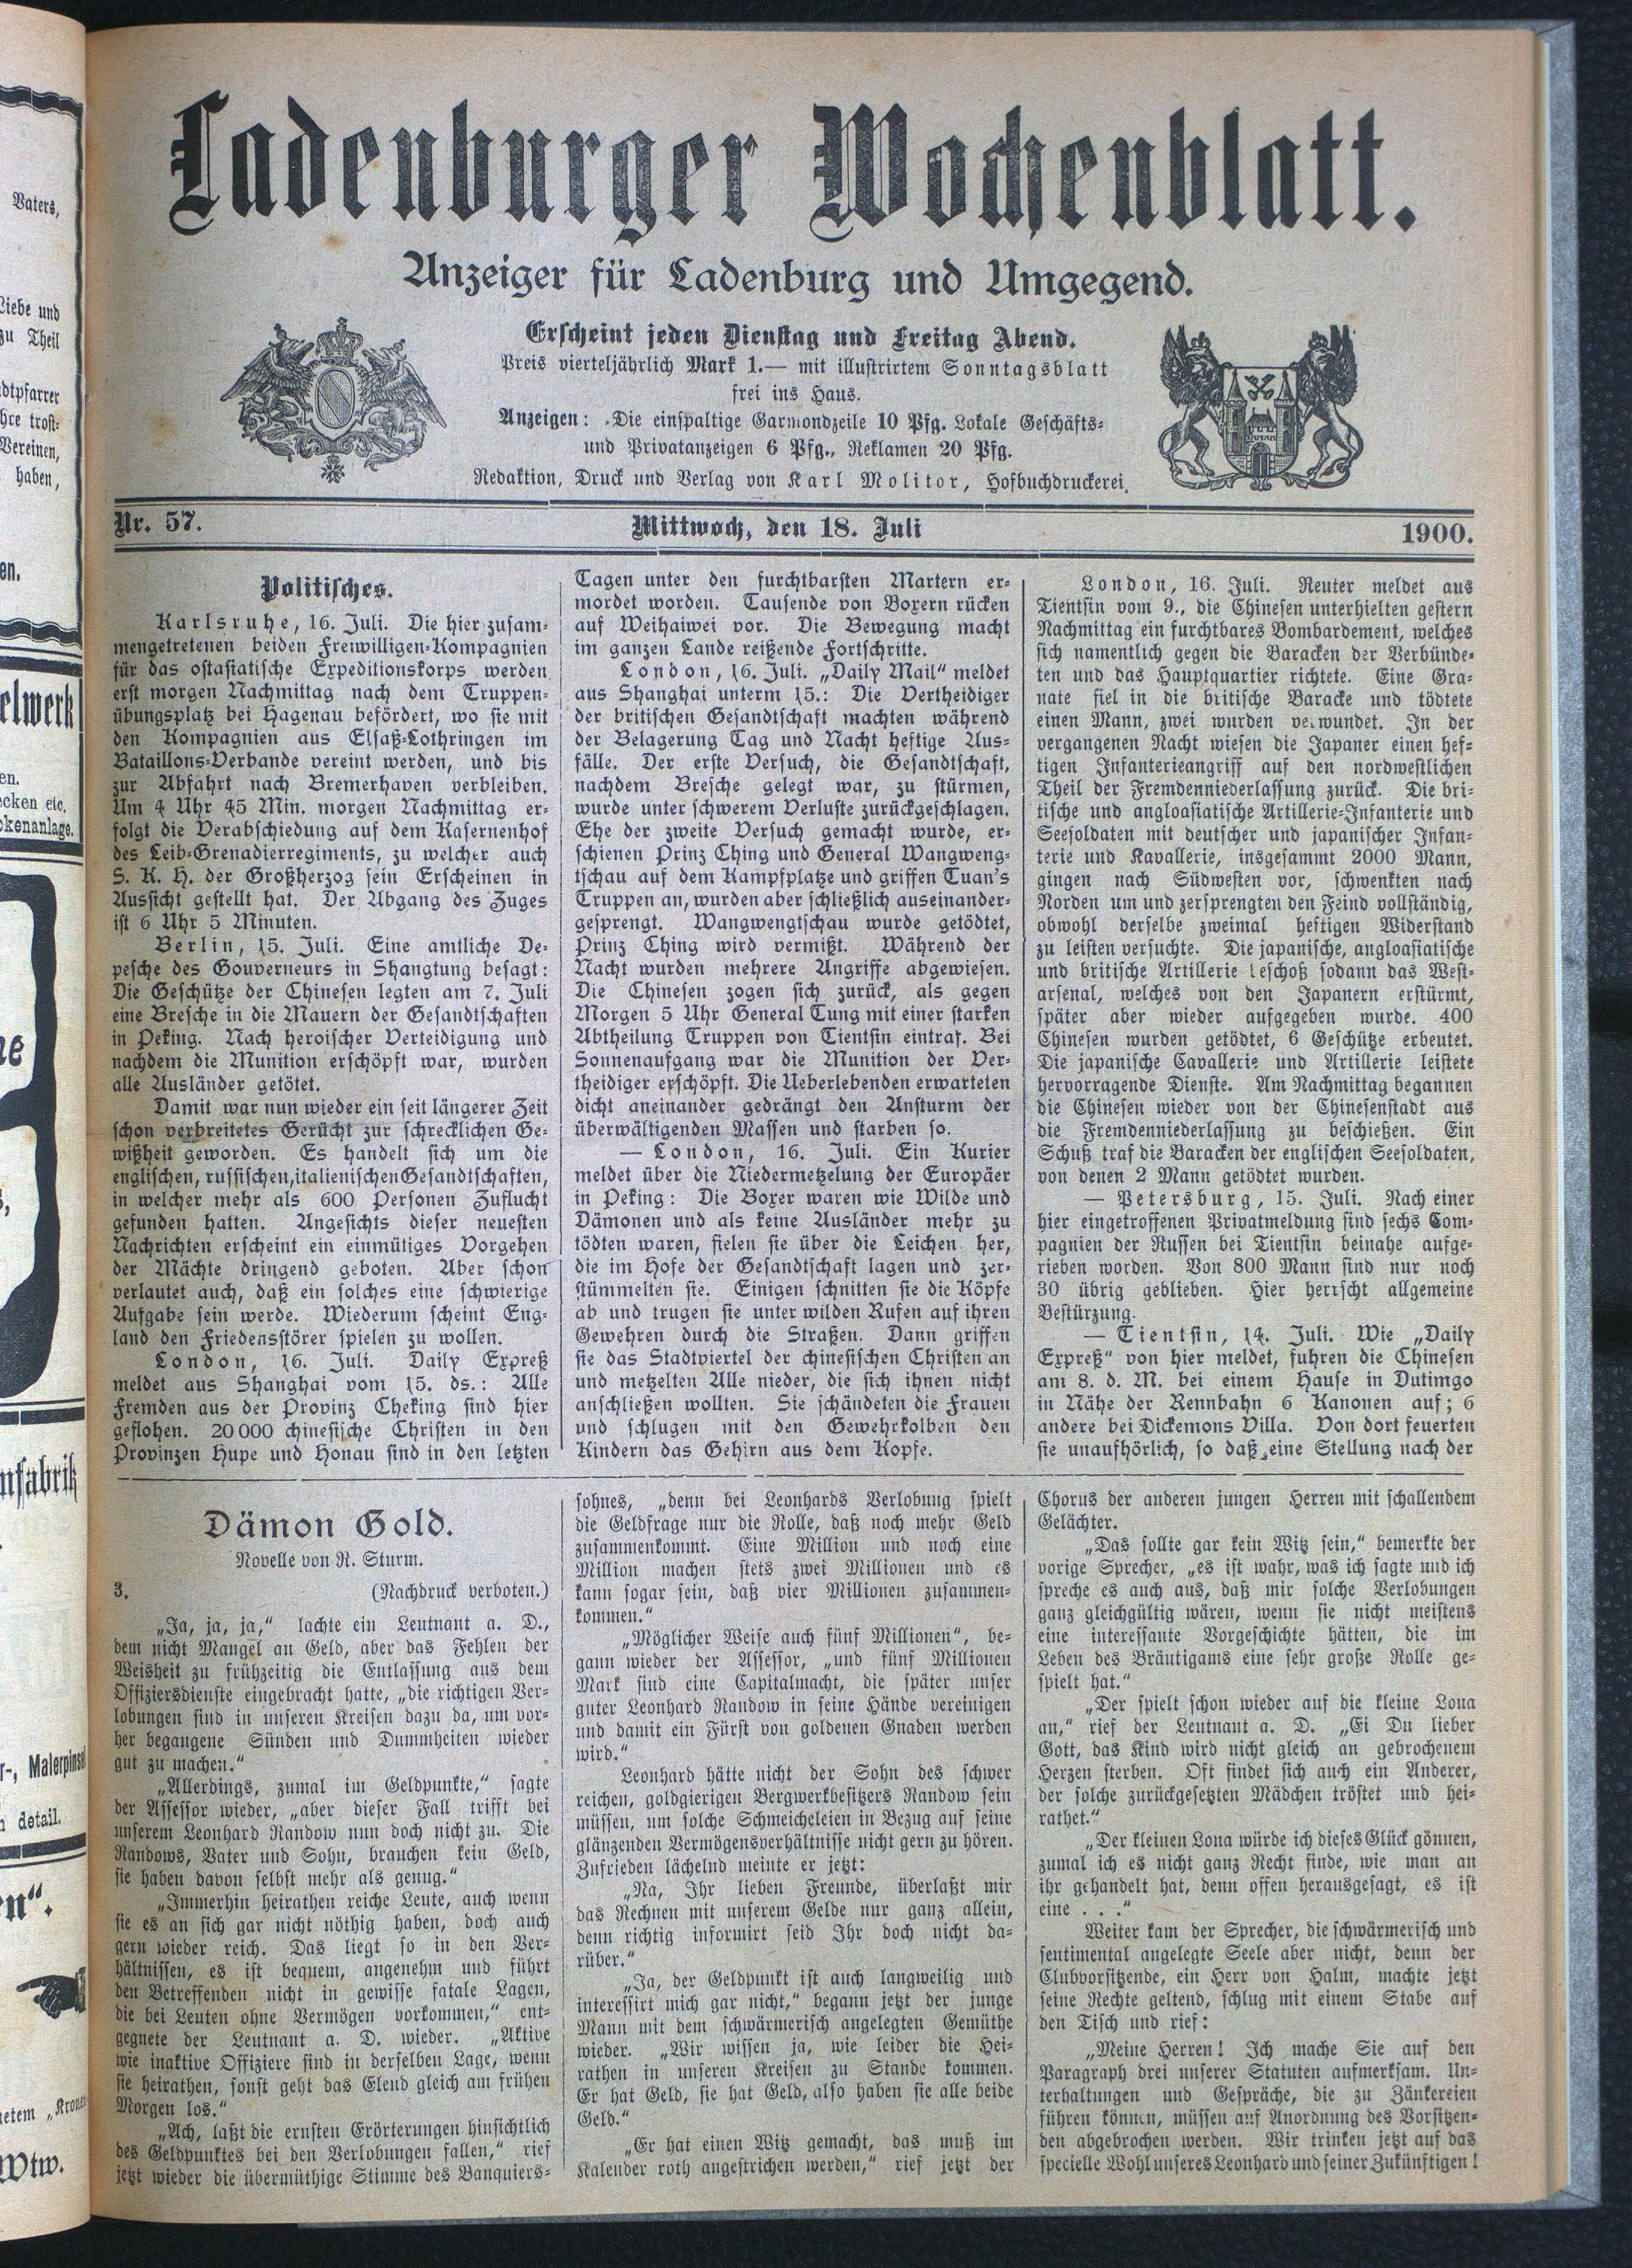 Ladenburger Wochenblatt.
Anzeiger für Ladenburg und Umgegend.
Erscheint jeden Dienstag und Freitag Abend.
Preis vierteljährlich Mark 1.— mit illustrirtem Sonntagsblatt
frei ins Haus.
Anzeigen: Die einspaltige Garmondzeile 10 Pfg. Lokale Geschäfts-
und Privatanzeigen 6 Pfg., Reklamen 20 Pfg.
Redaktion, Druck und Verlag von Karl Molitor, Hofbuchdruckerei.
Nr. 57. Mittwoch, den 18. Juli 1900.
Politisches.
Karlsruhe, 16. Juli. Die hier zusam-
mengetretenen beiden Freiwilligen-Kompagnien
für das ostasiatische Expeditionskorps werden
erst morgen Nachmittag nach dem Truppen-
übungsplatz bei Hagenau befördert, wo sie mit
den Kompagnien aus Elsaß-Lothringen im
Bataillons-Verbande vereint werden, und bis
zur Abfahrt nach Bremerhaven verbleiben.
Um 4 Uhr 45 Min. morgen Nachmittag er-
folgt die Verabschiedung auf dem Kasernenhof
des Leib-Grenadierregiments, zu welcher auch
S. K. H. der Großherzog sein Erscheinen in
Aussicht gestellt hat. Der Abgang des Zuges
ist 6 Uhr 5 Minuten.
Berlin, 15. Juli. Eine amtliche De-
pesche des Gouverneurs in Shangtung besagt:
Die Geschütze der Chinesen legten am 7. Juli
eine Bresche in die Mauern der Gesandtschaften
in Peking. Nach heroischer Verteidigung und
nachdem die Munition erschöpft war, wurden
alle Ausländer getötet.
Damit war nun wieder ein seit längerer Zeit
schon verbreitetes Gerücht zur schrecklichen Ge-
wißheit geworden. Es handelt sich um die
englischen, russischen, italienischen Gesandtschaften,
in welcher mehr als 600 Personen Zuflucht
gefunden hatten. Angesichts dieser neuesten
Nachrichten erscheint ein einmütiges Vorgehen
der Mächte dringend geboten. Aber schon
verlautet auch, daß ein solches eine schwierige
Aufgabe sein werde. Wiederum scheint Eng-
land den Friedensstörer spielen zu wollen.
London, 16. Juli. Daily Expreß
meldet aus Shanghai vom 15. ds.: Alle
Fremden aus der Provinz Cheking sind hier
geflohen. 20 000 chinesische Christen in den
Provinzen Hupe und Honau sind in den letzten
Tagen unter den furchtbarsten Martern er-
mordet worden. Tausende von Boxern rücken
auf Weihaiwei vor. Die Bewegung macht
im ganzen Lande reißende Fortschritte.
London, 16. Juli. „Daily Mail“ meldet
aus Shanghai unterm 15.: Die Vertheidiger
der britischen Gesandtschaft machten während
der Belagerung Tag und Nacht heftige Aus-
fälle. Der erste Versuch, die Gesandtschaft,
nachdem Bresche gelegt war, zu stürmen,
wurde unter schwerem Verluste zurückgeschlagen.
Ehe der zweite Versuch gemacht wurde, er-
schienen Prinz Ching und General Wangweng-
tschau auf dem Kampfplatze und griffen Tuan's
Truppen an, wurden aber schließlich auseinander-
gesprengt. Wangwengtschau wurde getödtet,
Prinz Ching wird vermißt. Während der
Nacht wurden mehrere Angriffe abgewiesen.
Die Chinesen zogen sich zurück, als gegen
Morgen 5 Uhr General Tung mit einer starken
Abtheilung Truppen von Tientsin eintraf. Bei
Sonnenaufgang war die Munition der Ver-
theidiger erschöpft. Die Ueberlebenden erwarteten
dicht aneinander gedrängt den Ansturm der
überwältigenden Massen und starben so.
— London, 16. Juli. Ein Kurier
meldet über die Niedermetzelung der Europäer
in Peking: Die Boxer waren wie Wilde und
Dämonen und als keine Ausländer mehr zu
tödten waren, fielen sie über die Leichen her,
die im Hofe der Gesandtschaft lagen und zer-
stümmelten sie. Einigen schnitten sie die Köpfe
ab und trugen sie unter wilden Rufen auf ihren
Gewehren durch die Straßen. Dann griffen
sie das Stadtviertel der chinesischen Christen an
und metzelten Alle nieder, die sich ihnen nicht
anschließen wollten. Sie schändeten die Frauen
und schlugen mit den Gewehrkolben den
Kindern das Gehirn aus dem Kopfe.
London, 16. Juli. Reuter meldet aus
Tientsin vom 9., die Chinesen unterhielten gestern
Nachmittag ein furchtbares Bombardement, welches
sich namentlich gegen die Baracken der Verbünde-
ten und das Hauptquartier richtete. Eine Gra-
nate fiel in die britische Baracke und tödtete
einen Mann, zwei wurden verwundet. In der
vergangenen Nacht wiesen die Japaner einen hef-
tigen Infanterieangriff auf den nordwestlichen
Theil der Fremdenniederlassung zurück. Die bri-
tische und angloasiatische Artillerie-Infanterie und
Seesoldaten mit deutscher und japanischer Infan-
terie und Kavallerie, insgesammt 2000 Mann,
gingen nach Südwesten vor, schwenkten nach
Norden um und zersprengten den Feind vollständig,
obwohl derselbe zweimal heftigen Widerstand
zu leisten versuchte. Die japanische, angloasiatische
und britische Artillerie beschoß sodann das West-
arsenal, welches von den Japanern erstürmt,
später aber wieder aufgegeben wurde. 400
Chinesen wurden getödtet, 6 Geschütze erbeutet.
Die japanische Cavallerie und Artillerie leistete
hervorragende Dienste. Am Nachmittag begannen
die Chinesen wieder von der Chinesenstadt aus
die Fremdenniederlassung zu beschießen. Ein
Schuß traf die Baracken der englischen Seesoldaten,
von denen 2 Mann getödtet wurden.
— Petersburg, 15. Juli. Nach einer
hier eingetroffenen Privatmeldung sind sechs Com-
pagnien der Russen bei Tientsin beinahe aufge-
rieben worden. Von 800 Mann sind nur noch
30 übrig geblieben. Hier herrscht allgemeine
Bestürzung.
— Tientsin, 14. Juli. Wie „Daily
Expreß“ von hier meldet, fuhren die Chinesen
am 8. d. M. bei einem Hause in Dutimgo
in Nähe der Rennbahn 6 Kanonen auf; 6
andere bei Dickemons Villa. Von dort feuerten
sie unaufhörlich, so daß eine Stellung nach der
Dämon Gold.
Novelle von R. Sturm.
3. (Nachdruck verboten.)
„Ja, ja, ja,“ lachte ein Leutnant a. D.,
dem nicht Mangel an Geld, aber das Fehlen der
Weisheit zu frühzeitig die Entlassung aus dem
Offiziersdienste eingebracht hatte, „die richtigen Ver-
lobungen sind in unseren Kreisen dazu da, um vor-
her begangene Sünden und Dummheiten wieder
gut zu machen.“
„Allerdings, zumal im Geldpunkte,“ sagte
der Assessor wieder, „aber dieser Fall trifft bei
unserem Leonhard Randow nun doch nicht zu. Die
Randows, Vater und Sohn, brauchen kein Geld,
sie haben davon selbst mehr als genug.“
„Immerhin heirathen reiche Leute, auch wenn
sie es an sich gar nicht nöthig haben, doch auch
gern wieder reich. Das liegt so in den Ver-
hältnissen, es ist bequem, angenehm und führt
den Betreffenden nicht in gewisse fatale Lagen,
die bei Leuten ohne Vermögen vorkommen,“ ent-
gegnete der Leutnant a. D. wieder. „Aktive
wie inaktive Offiziere sind in derselben Lage, wenn
sie heirathen, sonst geht das Elend gleich am frühen
Morgen los.“
„Ach, laßt die ernsten Erörterungen hinsichtlich
des Geldpunktes bei den Verlobungen fallen,“ rief
jetzt wieder die übermüthige Stimme des Banquiers-
sohnes, „denn bei Leonhards Verlobung spielt
die Geldfrage nur die Rolle, daß noch mehr Geld
zusammenkommt. Eine Million und noch eine
Million machen stets zwei Millionen und es
kann sogar sein, daß vier Millionen zusammen-
kommen.“
„Möglicher Weise auch fünf Millionen“, be-
gann wieder der Assessor, „und fünf Millionen
Mark sind eine Capitalmacht, die später unser
guter Leonhard Randow in seine Hände vereinigen
und damit ein Fürst von goldenen Gnaden werden
wird.“
Leonhard hätte nicht der Sohn des schwer
reichen, goldgierigen Bergwerkbesitzers Randow sein
müssen, um solche Schmeicheleien in Bezug auf seine
glänzenden Vermögensverhältnisse nicht gern zu hören.
Zufrieden lächelnd meinte er jetzt:
„Na, Ihr lieben Freunde, überlaßt mir
das Rechnen mit unserem Gelde nur ganz allein,
denn richtig informirt seid Ihr doch nicht da-
rüber.“
„Ja, der Geldpunkt ist auch langweilig und
interessirt mich gar nicht,“ begann jetzt der junge
Mann mit dem schwärmerisch angelegten Gemüthe
wieder. „Wir wissen ja, wie leider die Hei-
rathen in unseren Kreisen zu Stande kommen.
Er hat Geld, sie hat Geld, also haben sie alle beide
Geld.“
„Er hat einen Witz gemacht, das muß im
Kalender roth angestrichen werden,“ rief jetzt der
Chorus der anderen jungen Herren mit schallendem
Gelächter.
„Das sollte gar kein Witz sein,“ bemerkte der
vorige Sprecher, „es ist wahr, was ich sagte und ich
spreche es auch aus, daß mir solche Verlobungen
ganz gleichgültig wären, wenn sie nicht meistens
eine interessante Vorgeschichte hätten, die im
Leben des Bräutigams eine sehr große Rolle ge-
spielt hat.“
„Der spielt schon wieder auf die kleine Lona
an,“ rief der Leutnant a. D. „Ei Du lieber
Gott, das Kind wird nicht gleich an gebrochenem
Herzen sterben. Oft findet sich auch ein Anderer,
der solche zurückgesetzten Mädchen tröstet und hei-
rathet.“
„Der kleinen Lona würde ich dieses Glück gönnen,
zumal ich es nicht ganz Recht finde, wie man an
ihr gehandelt hat, denn offen herausgesagt, es ist
eine . . .“
Weiter kam der Sprecher, die schwärmerisch und
sentimental angelegte Seele aber nicht, denn der
Clubvorsitzende, ein Herr von Halm, machte jetzt
seine Rechte geltend, schlug mit einem Stabe auf
den Tisch und rief:
„Meine Herren! Ich mache Sie auf den
Paragraph drei unserer Statuten aufmerksam. Un-
terhaltungen und Gespräche, die zu Zänkereien
führen können, müssen auf Anordnung des Vorsitzen-
den abgebrochen werden. Wir trinken jetzt auf das
specielle Wohl unseres Leonhard und seiner Zukünftigen!
Vaters,
Liebe und
zu Theil
dtpfarrer
hre trost-
Vereinen,
haben,
en.
elwerk
en.
ecken etc.
ckenanlage.
nfabrik
r-, Malerpinsel
n detail.
en“.
Wtw.